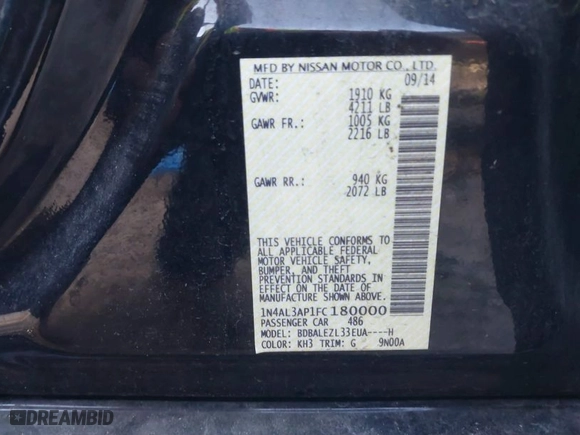 MFD BY NISSAN MOTOR CO., LTD.
DATE: 09/14
GVWR: 1910 KG
4211 LB
GAWR FR.: 1005 KG
2216 LB
GAWR RR.: 940 KG
2072 LB
THIS VEHICLE CONFORMS TO
ALL APPLICABLE FEDERAL
MOTOR VEHICLE SAFETY,
BUMPER, AND THEFT
PREVENTION STANDARDS IN
EFFECT ON THE DATE OF
MANUFACTURE SHOWN ABOVE.
1N4AL3AP1FC180000
PASSENGER CAR 486
MODEL: BDBALEZL33EUA----H
COLOR: KH3 TRIM: G 9N00A
DREAMBID